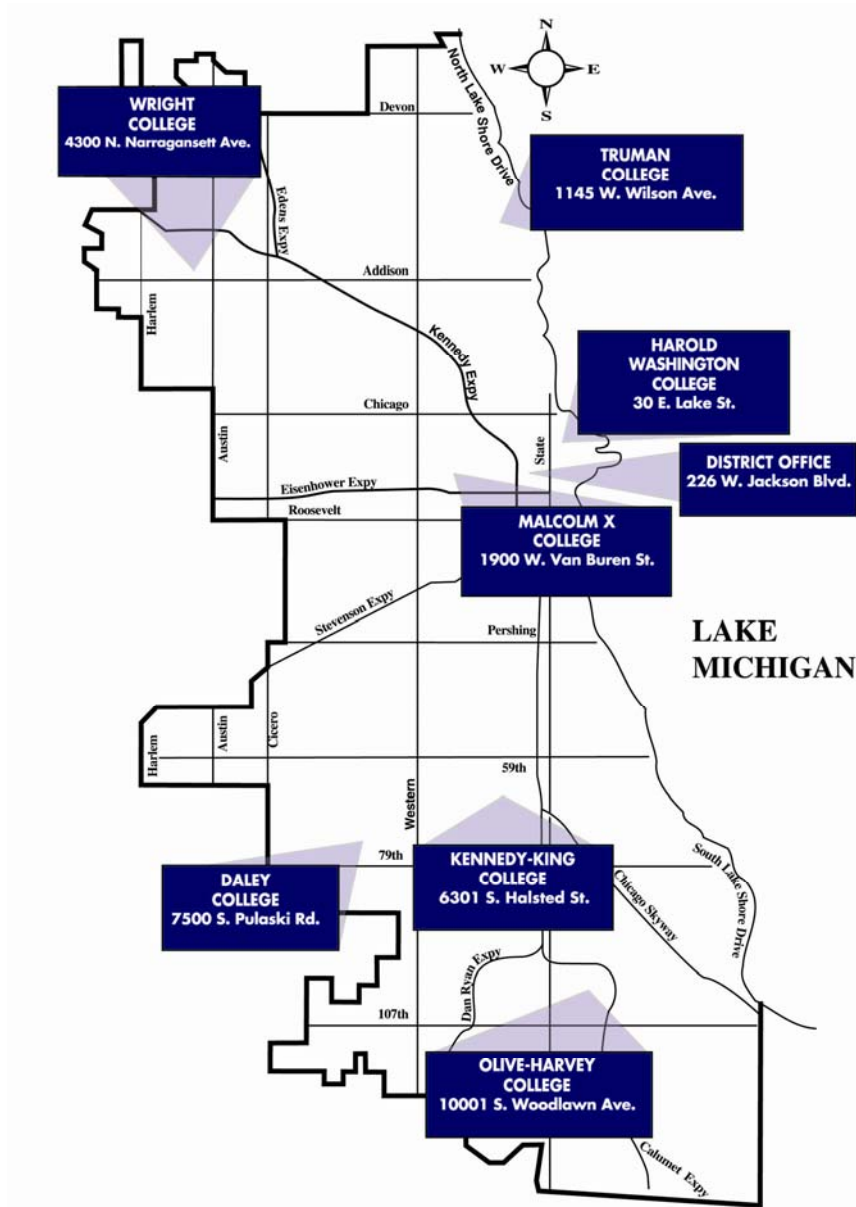 N
W
E
S
North Lake Shore Drive
WRIGHT
COLLEGE
4300 N. Narragansett Ave.
Devon
TRUMAN
COLLEGE
1145 W. Wilson Ave.
Edens Expy
Addison
Harlem
Kennedy Expy
HAROLD
WASHINGTON
COLLEGE
30 E. Lake St.
Chicago
Austin
State
DISTRICT OFFICE
226 W. Jackson Blvd.
Eisenhower Expy
Roosevelt
MALCOLM X
COLLEGE
1900 W. Van Buren St.
Stevenson Expy
Pershing
LAKE
MICHIGAN
Harlem
Austin
Cicero
59th
Western
79th
KENNEDY-KING
COLLEGE
6301 S. Halsted St.
DALEY
COLLEGE
7500 S. Pulaski Rd.
Chicago Skyway
South Lake Shore Drive
Dan Ryan Expy
107th
OLIVE-HARVEY
COLLEGE
10001 S. Woodlawn Ave.
Calumet Expy